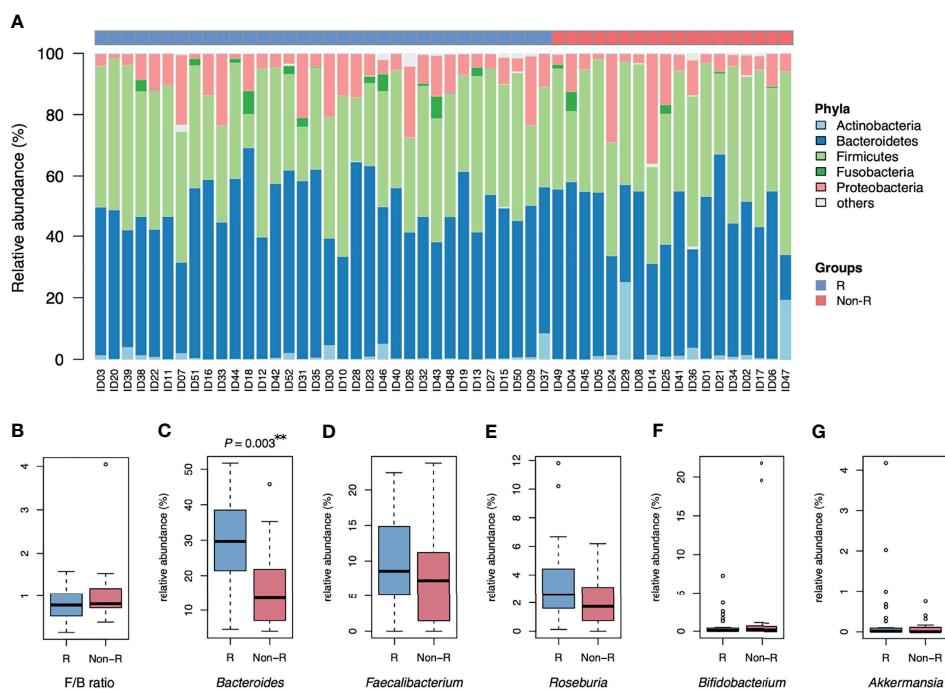 A
Relative abundance (%)
100
80
60
40
20
0
ID03 ID20 ID39 ID38 ID22 ID11 ID07 ID51 ID16 ID33 ID44 ID18 ID12 ID42 ID52 ID31 ID35 ID30 ID10 ID28 ID23 ID46 ID40 ID26 ID32 ID43 ID48 ID19 ID13 ID27 ID15 ID50 ID09 ID37 ID49 ID04 ID45 ID05 ID24 ID29 ID08 ID14 ID25 ID41 ID36 ID01 ID21 ID34 ID02 ID17 ID06 ID47
Phyla
Actinobacteria
Bacteroidetes
Firmicutes
Fusobacteria
Proteobacteria
others
Groups
R
Non-R
B
4
3
2
1
R Non−R
F/B ratio
C
P = 0.003**
relative abundance (%)
50
40
30
20
10
R Non−R
Bacteroides
D
relative abundance (%)
20
15
10
5
0
R Non−R
Faecalibacterium
E
relative abundance (%)
12
10
8
6
4
2
0
R Non−R
Roseburia
F
relative abundance (%)
20
15
10
5
0
R Non−R
Bifidobacterium
G
relative abundance (%)
4
3
2
1
0
R Non−R
Akkermansia